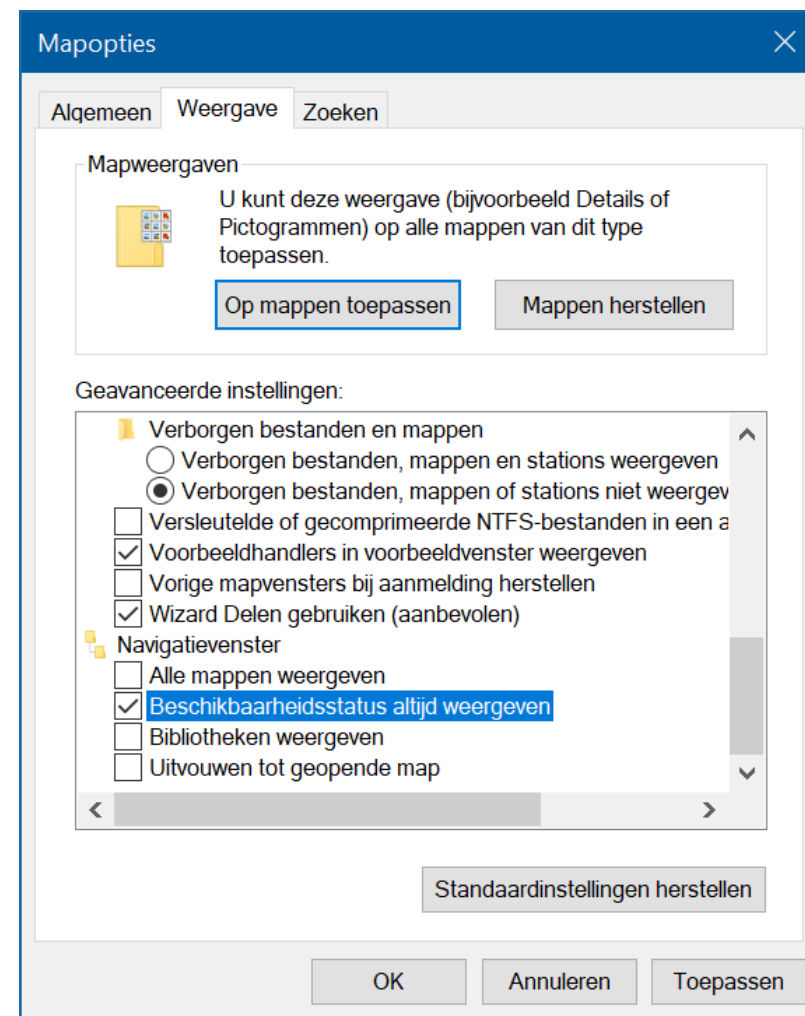 Mapopties
Algemeen Weergave Zoeken
Mapweergaven
U kunt deze weergave (bijvoorbeeld Details of
Pictogrammen) op alle mappen van dit type
toepassen.
Op mappen toepassen Mappen herstellen
Geavanceerde instellingen:
Verborgen bestanden en mappen
Verborgen bestanden, mappen en stations weergeven
Verborgen bestanden, mappen of stations niet weergev
Versleutelde of gecomprimeerde NTFS-bestanden in een a
Voorbeeldhandlers in voorbeeldvenster weergeven
Vorige mapvensters bij aanmelding herstellen
Wizard Delen gebruiken (aanbevolen)
Navigatievenster
Alle mappen weergeven
Beschikbaarheidsstatus altijd weergeven
Bibliotheken weergeven
Uitvouwen tot geopende map
Standaardinstellingen herstellen
OK Annuleren Toepassen